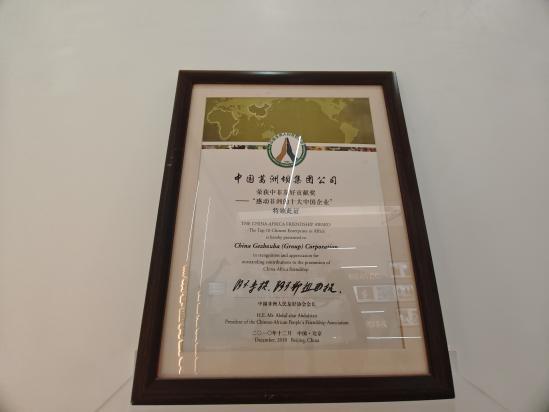 中国葛洲坝集团公司
荣获中非友好贡献奖
——“感动非洲的十大中国企业”
特颁此证
THE CHINA-AFRICA FRIENDSHIP AWARD
The Top 10 Chinese Enterprises in Africa
is hereby presented to
China Gezhouba (Group) Corporation
in recognition and appreciation for
outstanding contributions to the promotion of
China-Africa friendship
中国非洲人民友好协会会长
President of the Chinese-African People's Friendship Association
二〇一〇年十二月 中国·北京
December, 2010 Beijing, China